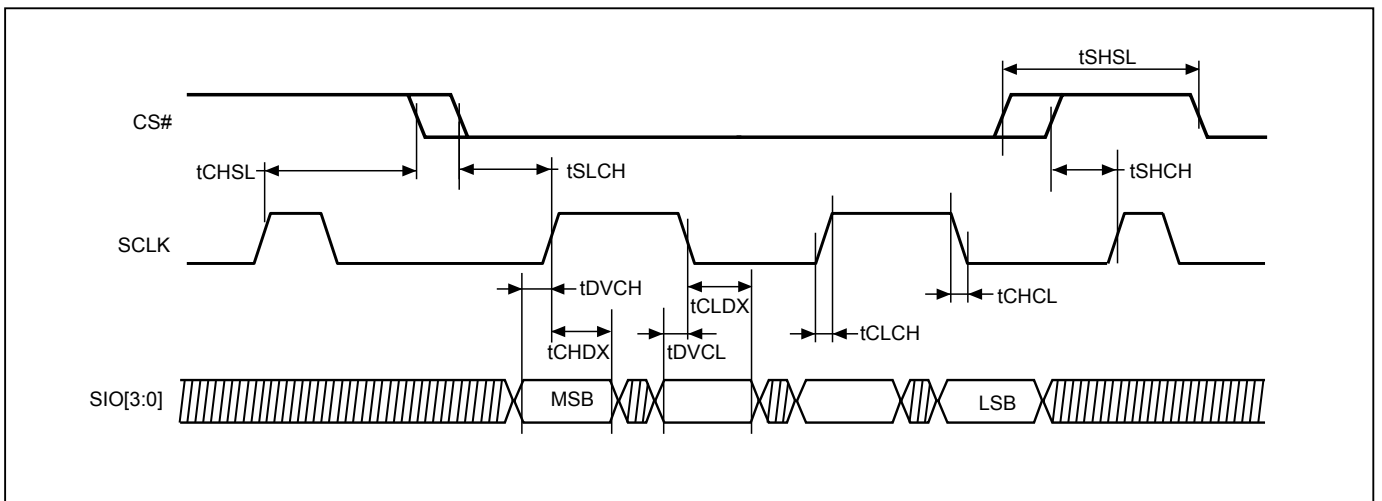 tSHSL
CS#
tCHSL
tSLCH
tSHCH
SCLK
tDVCH
tCLDX
tCHCL
tCHDX
tDVCL
tCLCH
SIO[3:0]
MSB
LSB